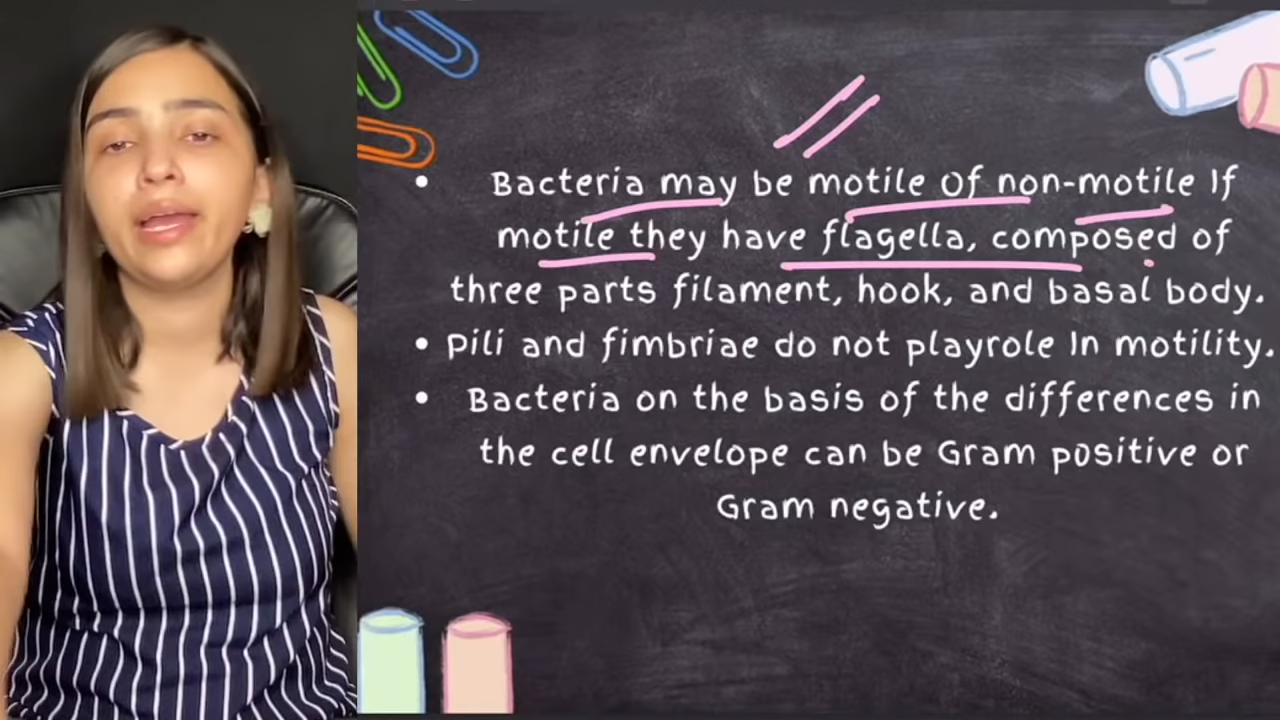 • Bacteria may be motile of non-motile If
motile they have flagella, composed of
three parts filament, hook, and basal body.
• Pili and fimbriae do not playrole In motility.
• Bacteria on the basis of the differences in
the cell envelope can be Gram positive or
Gram negative.